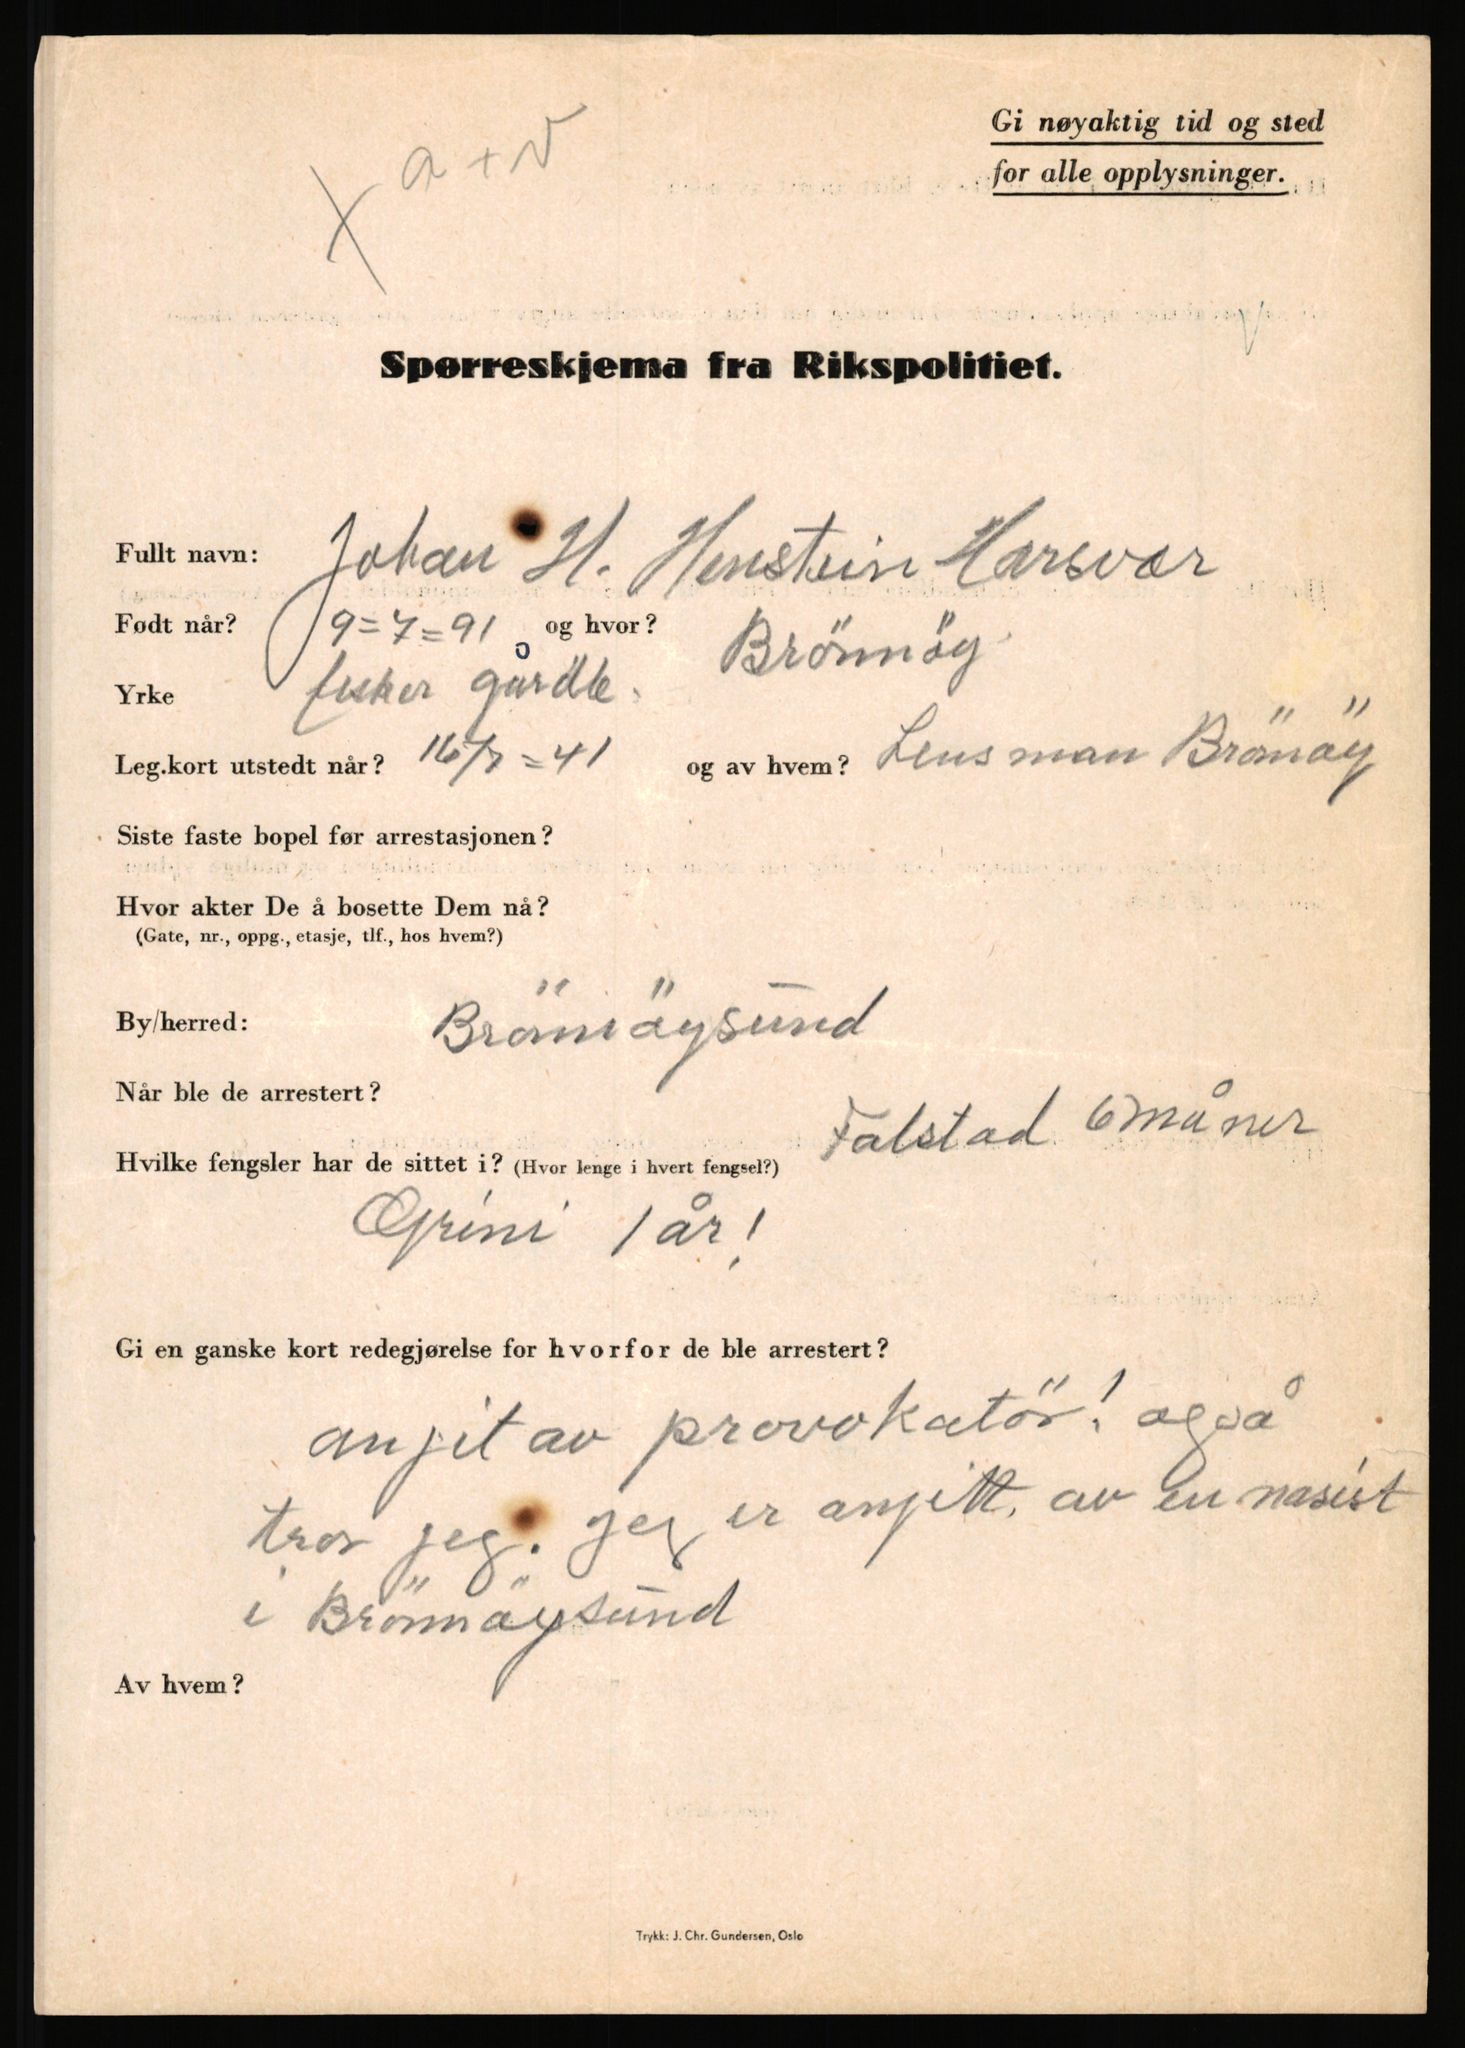 X a + v
Gi nøyaktig tid og sted
for alle opplysninger.
Spørreskjema fra Rikspolitiet.
Fullt navn: Johan H. Henstein Harsvær
Født når? 9=7=91 og hvor? Brönnöy
Yrke fisker gårdb.
Leg.kort utstedt når? 16/7=41 og av hvem? Lensman Brönöy
Siste faste bopel før arrestasjonen?
Hvor akter De å bosette Dem nå?
(Gate, nr., oppg., etasje, tlf., hos hvem?)
By/herred: Brönnöysund
Når ble de arrestert?
Hvilke fengsler har de sittet i? (Hvor lenge i hvert fengsel?) Falstad 6 måner
Grini 1 år!
Gi en ganske kort redegjørelse for hvorfor de ble arrestert?
anjit av provokatör! også
tror jeg. jeg er anjitt. av en nasist
i Brönnöysund
Av hvem?
Trykk: J. Chr. Gundersen, Oslo